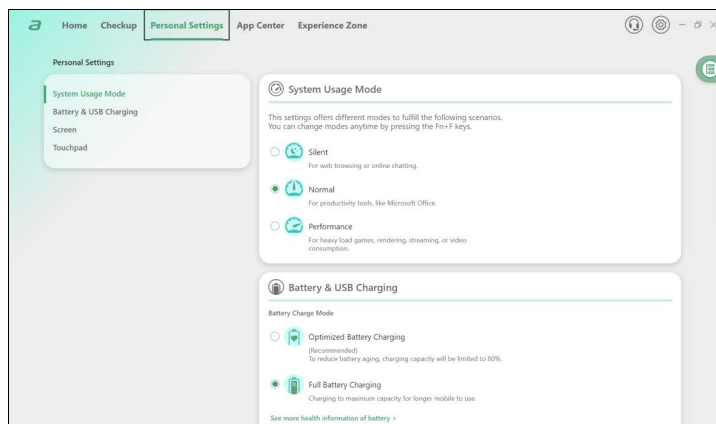 a Home Checkup Personal Settings App Center Experience Zone
Personal Settings
System Usage Mode
Battery & USB Charging
Screen
Touchpad
System Usage Mode
This settings offers different modes to fulfill the following scenarios.
You can change modes anytime by pressing the Fn+F keys.
Silent
For web browsing or online chatting.
Normal
For productivity tools, like Microsoft Office.
Performance
For heavy load games, rendering, streaming, or video
consumption.
Battery & USB Charging
Battery Charge Mode
Optimized Battery Charging
(Recommended)
To reduce battery aging, charging capacity will be limited to 80%.
Full Battery Charging
Charging to maximum capacity for longer mobile to use.
See more health information of battery >